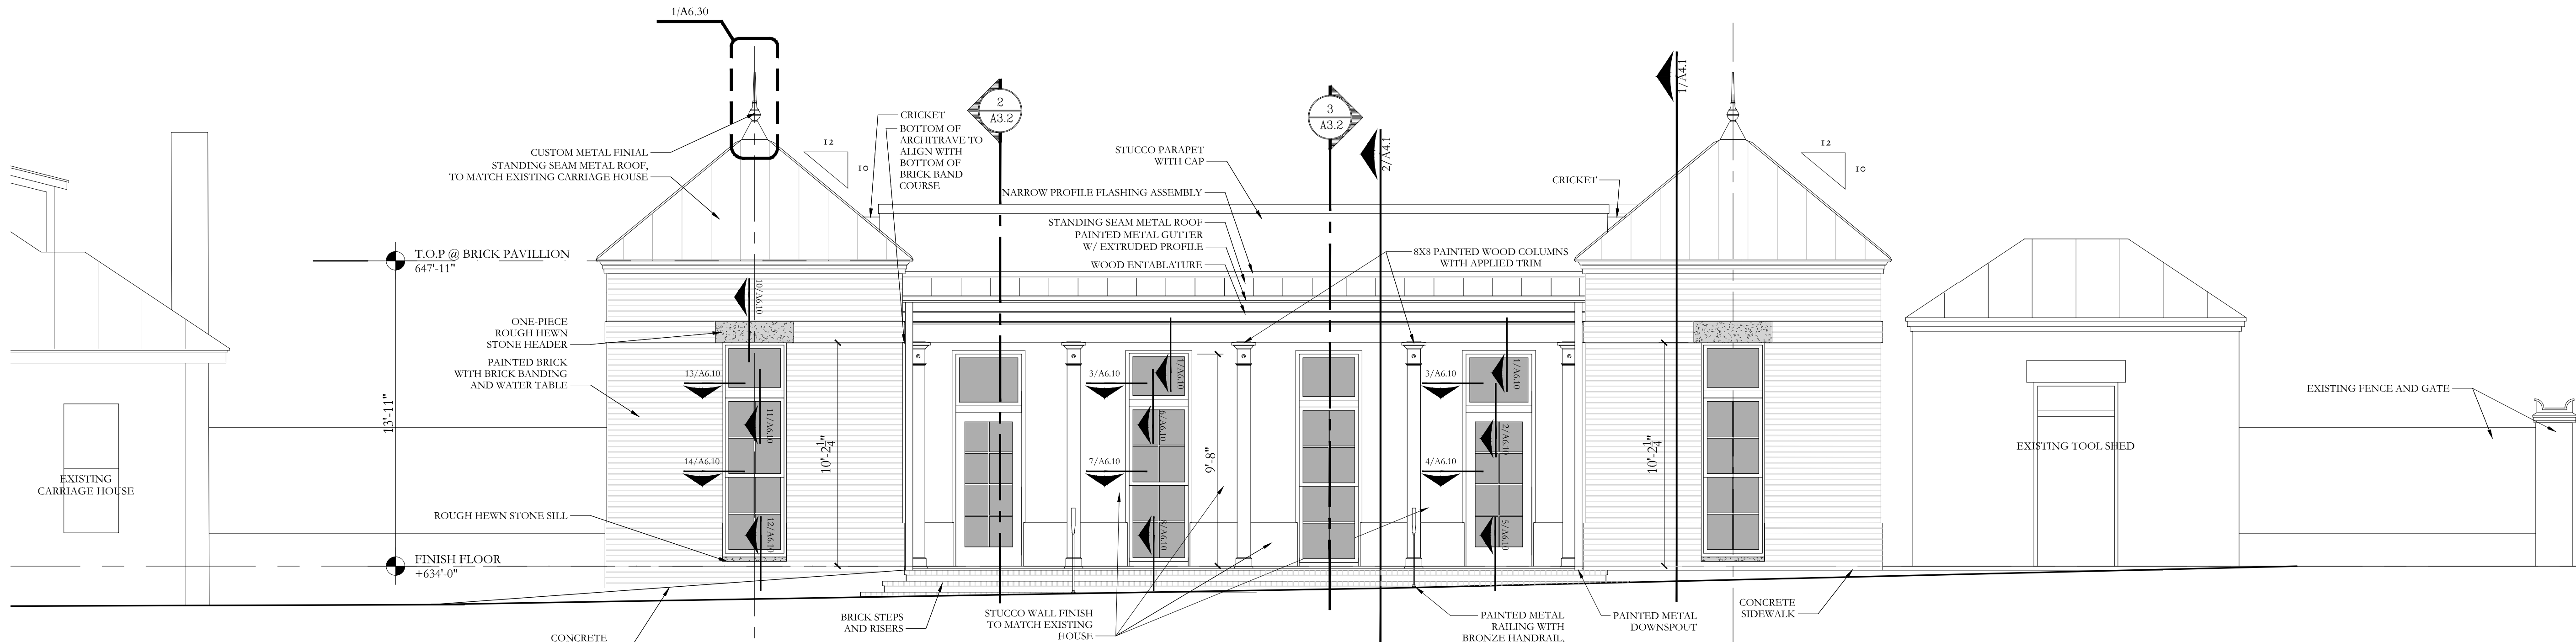 1/A6.30
CUSTOM METAL FINIAL
STANDING SEAM METAL ROOF,
TO MATCH EXISTING CARRIAGE HOUSE
12
10
CRICKET
BOTTOM OF
ARCHITRAVE TO
ALIGN WITH
BOTTOM OF
BRICK BAND
COURSE
2
A3.2
STUCCO PARAPET
WITH CAP
NARROW PROFILE FLASHING ASSEMBLY
STANDING SEAM METAL ROOF
PAINTED METAL GUTTER
W/ EXTRUDED PROFILE
WOOD ENTABLATURE
3
A3.2
2/A4.1
8X8 PAINTED WOOD COLUMNS
WITH APPLIED TRIM
CRICKET
1/A4.1
12
10
T.O.P @ BRICK PAVILLION
647'-11"
10/A6.10
ONE-PIECE
ROUGH HEWN
STONE HEADER
PAINTED BRICK
WITH BRICK BANDING
AND WATER TABLE
13/A6.10
11/A6.10
14/A6.10
12/A6.10
13'-11"
10'-2 1/4"
3/A6.10
1/A6.10
6/A6.10
7/A6.10
8/A6.10
9'-8"
3/A6.10
1/A6.10
2/A6.10
4/A6.10
5/A6.10
10'-2 1/4"
EXISTING FENCE AND GATE
EXISTING TOOL SHED
EXISTING
CARRIAGE HOUSE
ROUGH HEWN STONE SILL
FINISH FLOOR
+634'-0"
CONCRETE
BRICK STEPS
AND RISERS
STUCCO WALL FINISH
TO MATCH EXISTING
HOUSE
PAINTED METAL
RAILING WITH
BRONZE HANDRAIL,
PAINTED METAL
DOWNSPOUT
CONCRETE
SIDEWALK